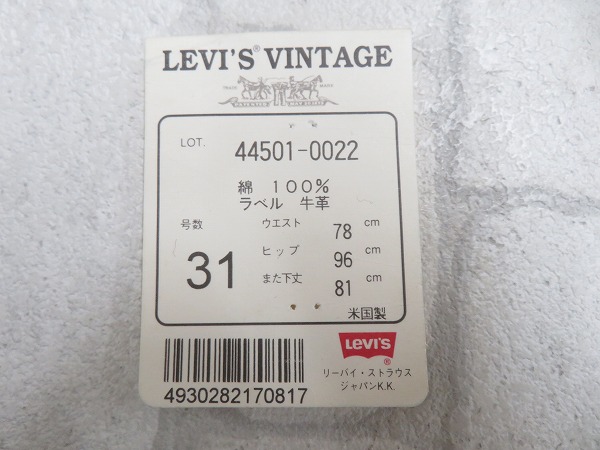 LEVI'S® VINTAGE
LOT. 44501-0022
綿 100%
ラベル 牛革
号数 31
ウエスト 78 cm
ヒップ 96 cm
また下丈 81 cm
米国製
Levi's®
リーバイ・ストラウス
ジャパンK.K.
4930282170817